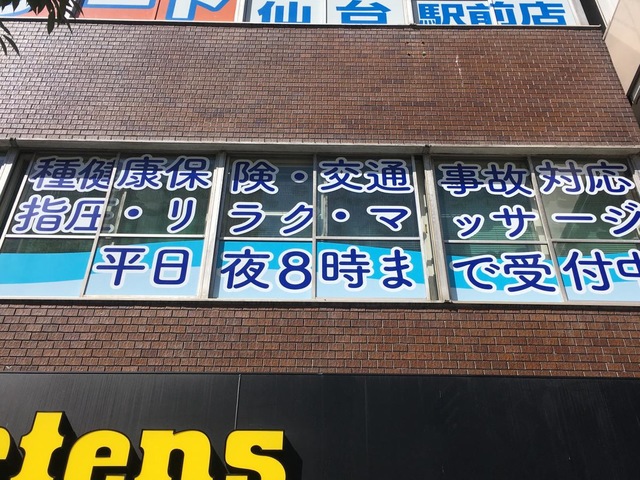 仙台 駅前店
種健康保険・交通事故対応
指圧・リラク・マッサージ
平日夜8時まで受付中
tens